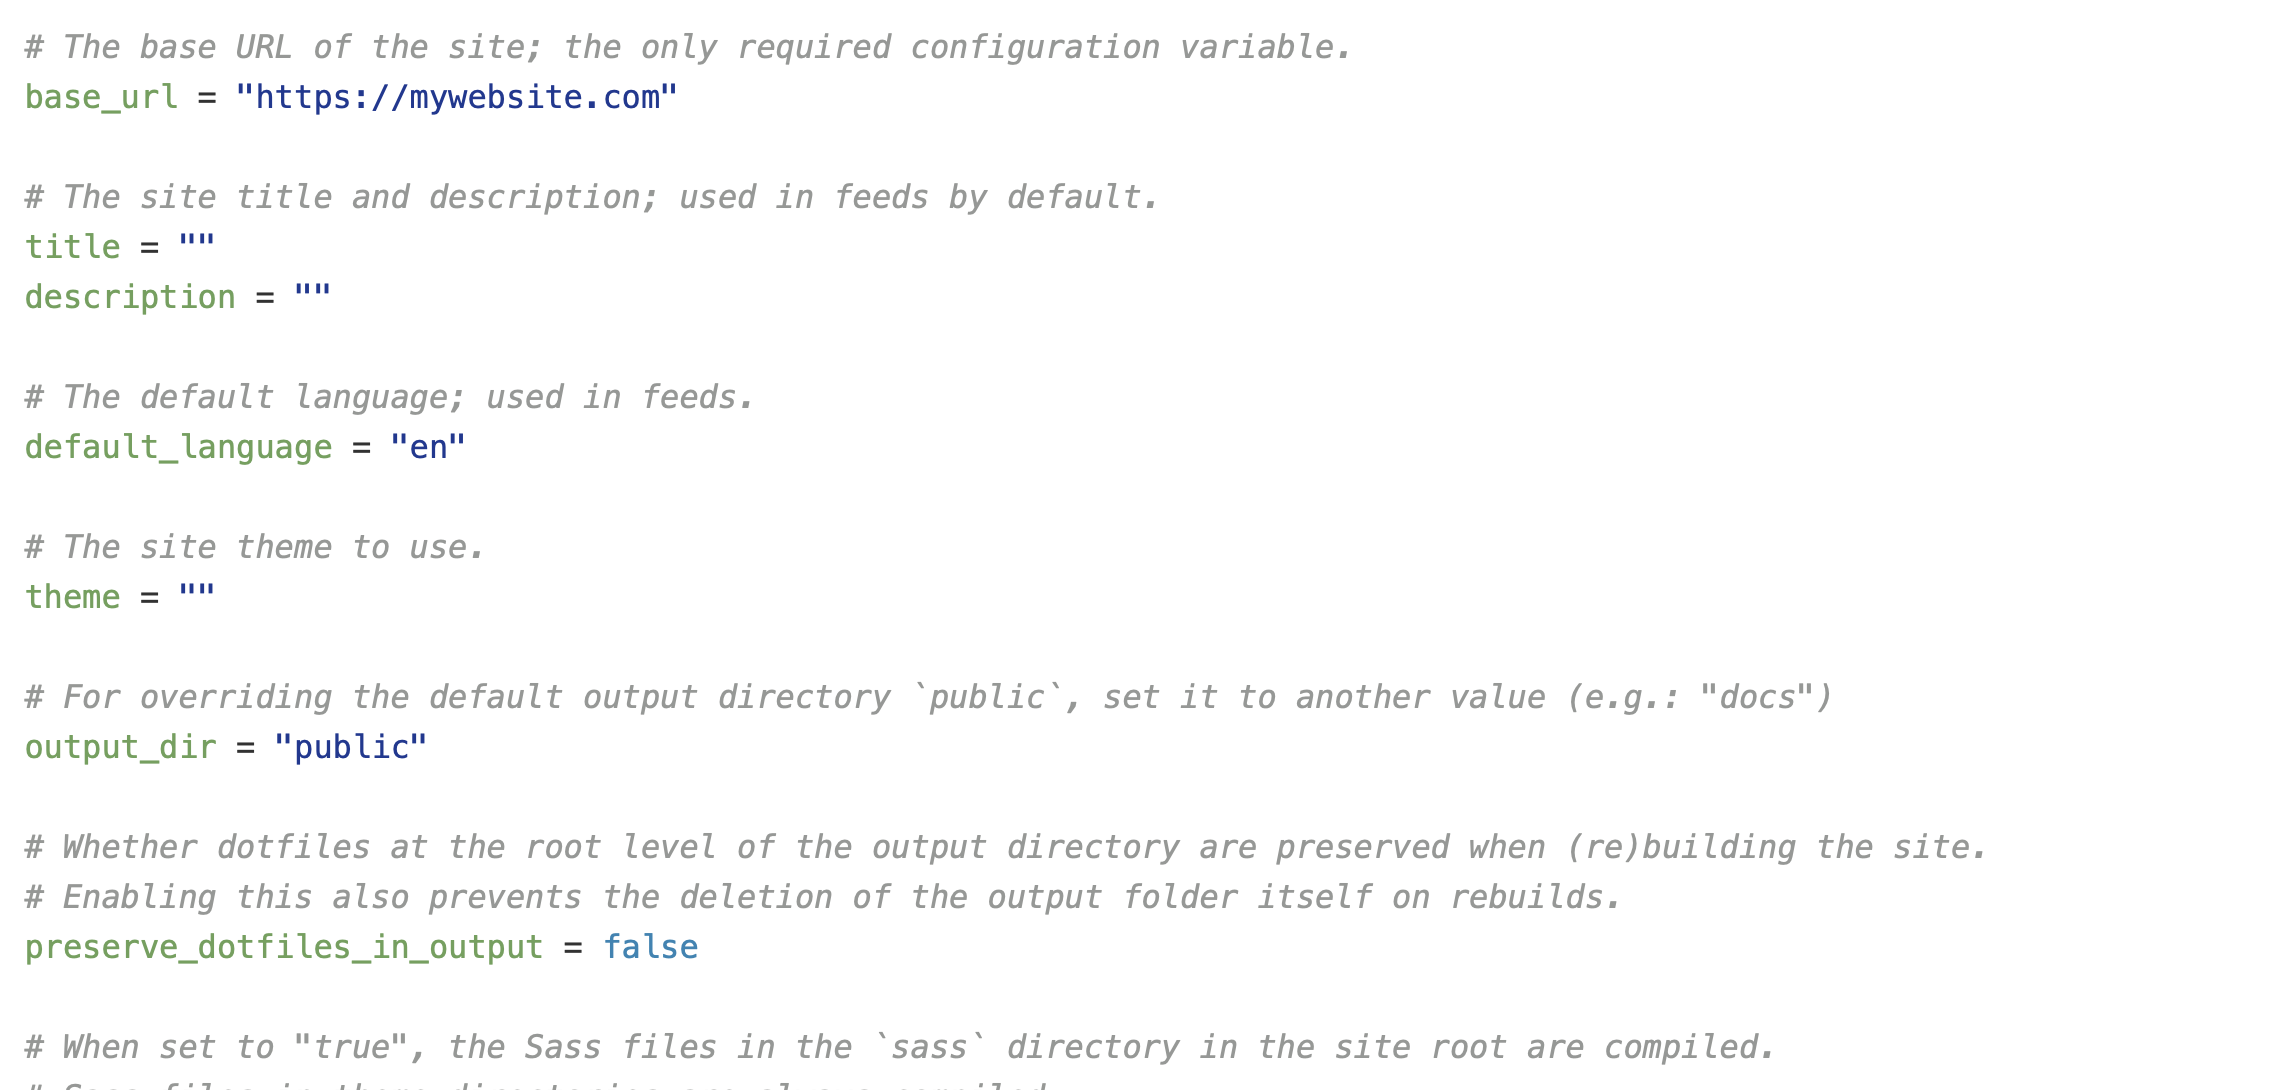 # The base URL of the site; the only required configuration variable.
base_url = "https://mywebsite.com"
# The site title and description; used in feeds by default.
title = ""
description = ""
# The default language; used in feeds.
default_language = "en"
# The site theme to use.
theme = ""
# For overriding the default output directory `public`, set it to another value (e.g.: "docs")
output_dir = "public"
# Whether dotfiles at the root level of the output directory are preserved when (re)building the site.
# Enabling this also prevents the deletion of the output folder itself on rebuilds.
preserve_dotfiles_in_output = false
# When set to "true", the Sass files in the `sass` directory in the site root are compiled.